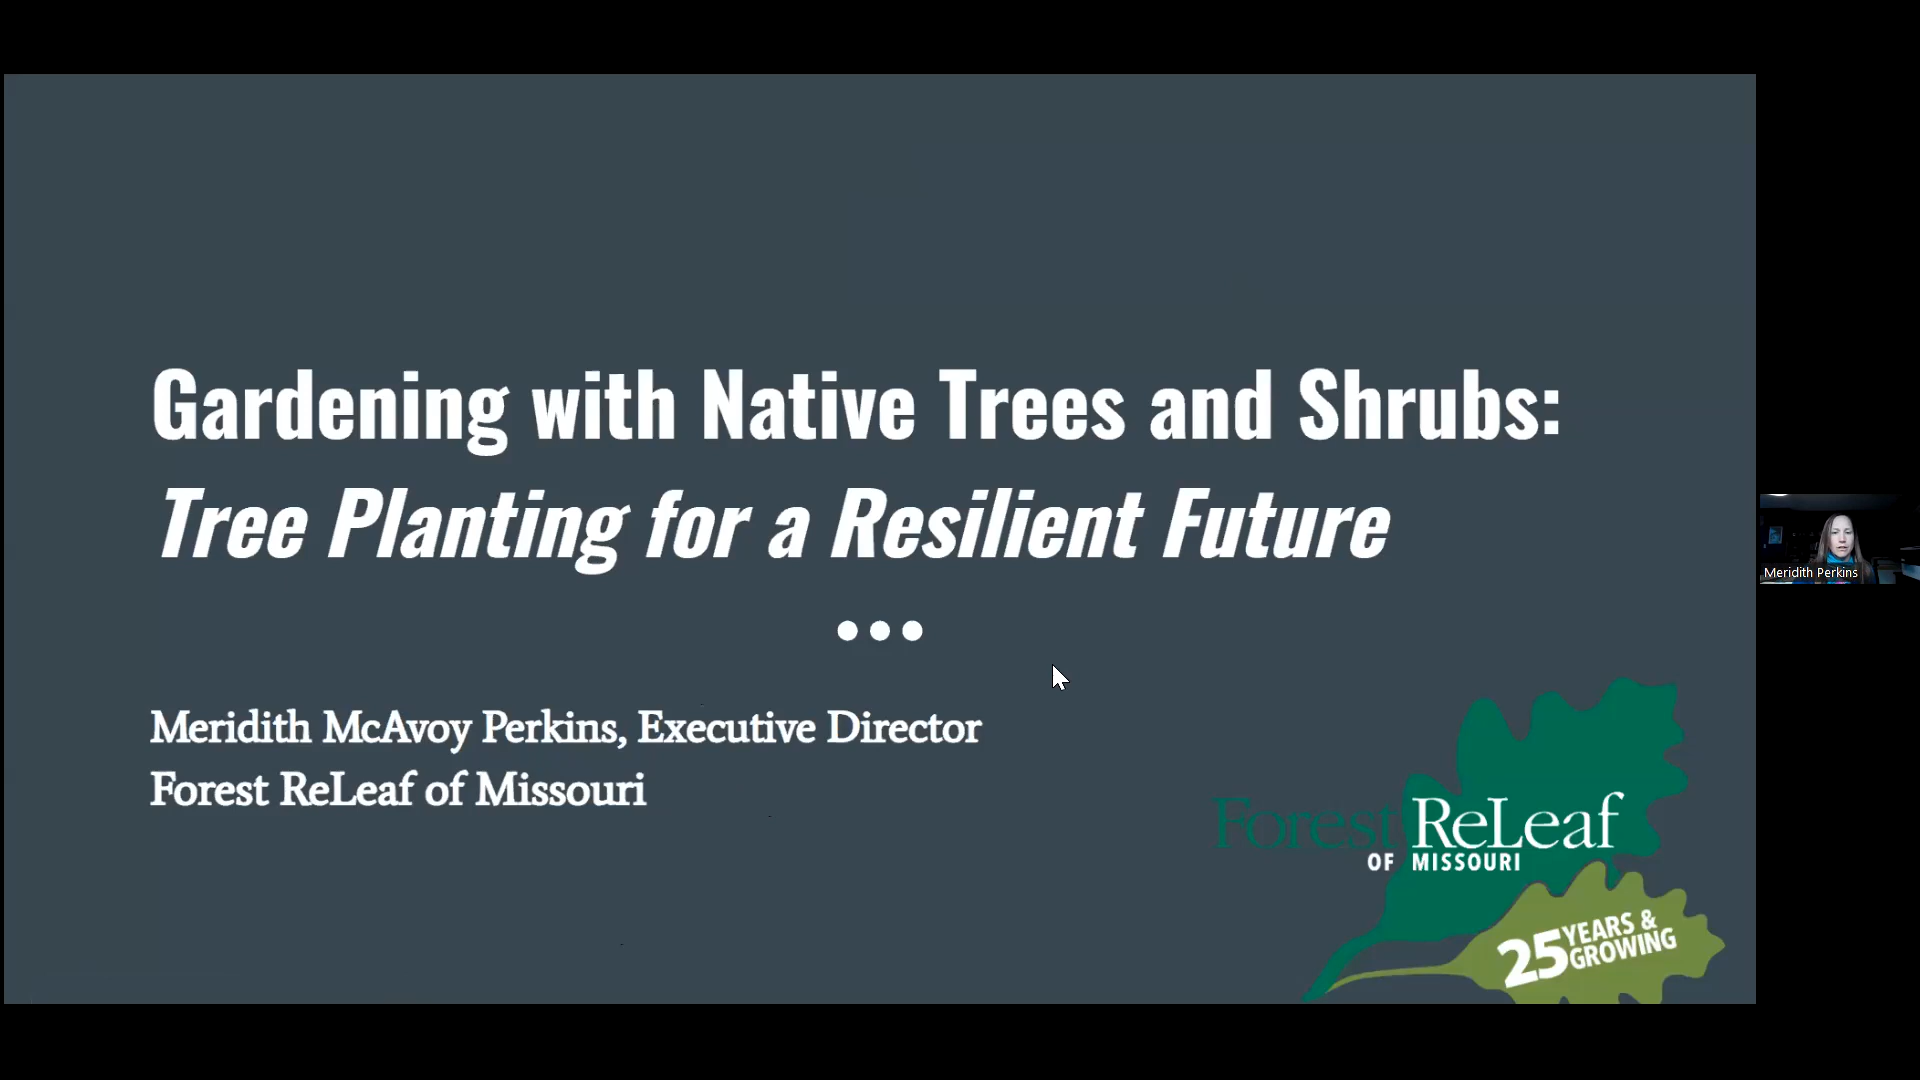 Gardening with Native Trees and Shrubs:
Tree Planting for a Resilient Future
Meridith McAvoy Perkins, Executive Director
Forest ReLeaf of Missouri
Forest ReLeaf
OF MISSOURI
25 YEARS &
GROWING
Meridith Perkins